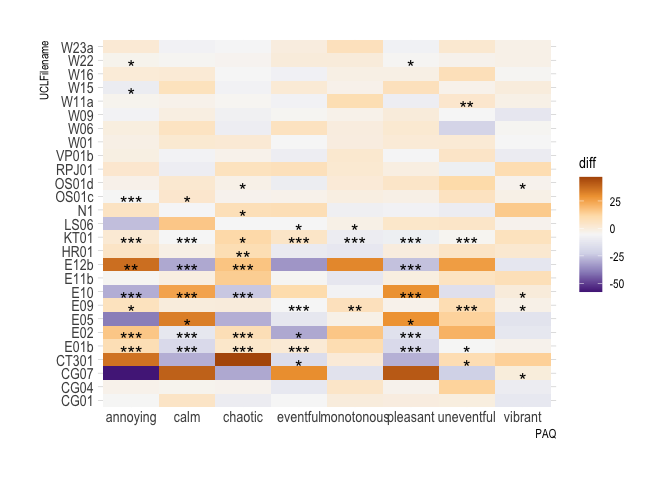 UCLFilename
W23a
W22 * *
W16
W15 *
W11a **
W09
W06
W01
VP01b
RPJ01
OS01d * *
OS01c *** *
N1 *
LS06 * *
KT01 *** *** * *** *** *** ***
HR01 **
E12b ** *** *** ***
E11b
E10 *** *** *** *** *
E09 * *** ** *** *
E05 * *
E02 *** *** *** * ***
E01b *** *** *** *** *** *
CT301 * *
CG07 *
CG04
CG01
annoying calm chaotic eventful monotonous pleasant uneventful vibrant
PAQ
diff
25
0
-25
-50